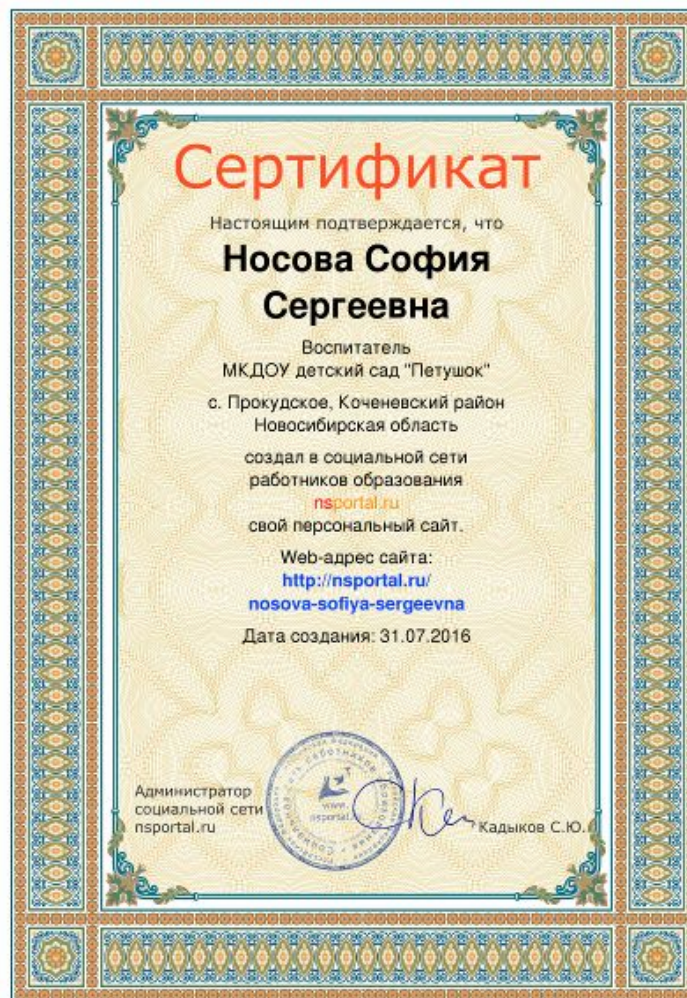 Сертификат
Настоящим подтверждается, что
Носова София
Сергеевна
Воспитатель
МКДОУ детский сад "Петушок"
с. Прокудское, Коченевский район
Новосибирская область
создал в социальной сети
работников образования
nsportal.ru
свой персональный сайт.
Web-адрес сайта:
http://nsportal.ru/
nosova-sofiya-sergeevna
Дата создания: 31.07.2016
Администратор
социальной сети
nsportal.ru
www.
nsportal.
Кадыков С.Ю.